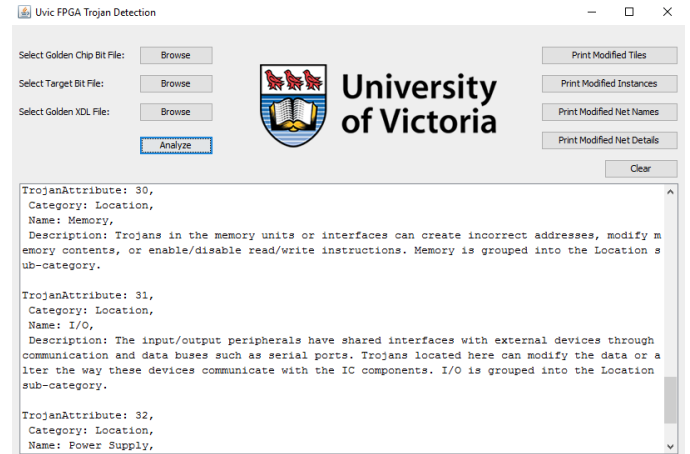 Uvic FPGA Trojan Detection
Select Golden Chip Bit File: Browse
Select Target Bit File: Browse
Select Golden XDL File: Browse
Analyze
University
of Victoria
Print Modified Tiles
Print Modified Instances
Print Modified Net Names
Print Modified Net Details
Clear
TrojanAttribute: 30,
Category: Location,
Name: Memory,
Description: Trojans in the memory units or interfaces can create incorrect addresses, modify m
emory contents, or enable/disable read/write instructions. Memory is grouped into the Location s
ub-category.
TrojanAttribute: 31,
Category: Location,
Name: I/O,
Description: The input/output peripherals have shared interfaces with external devices through
communication and data buses such as serial ports. Trojans located here can modify the data or a
lter the way these devices communicate with the IC components. I/O is grouped into the Location
sub-category.
TrojanAttribute: 32,
Category: Location,
Name: Power Supply,